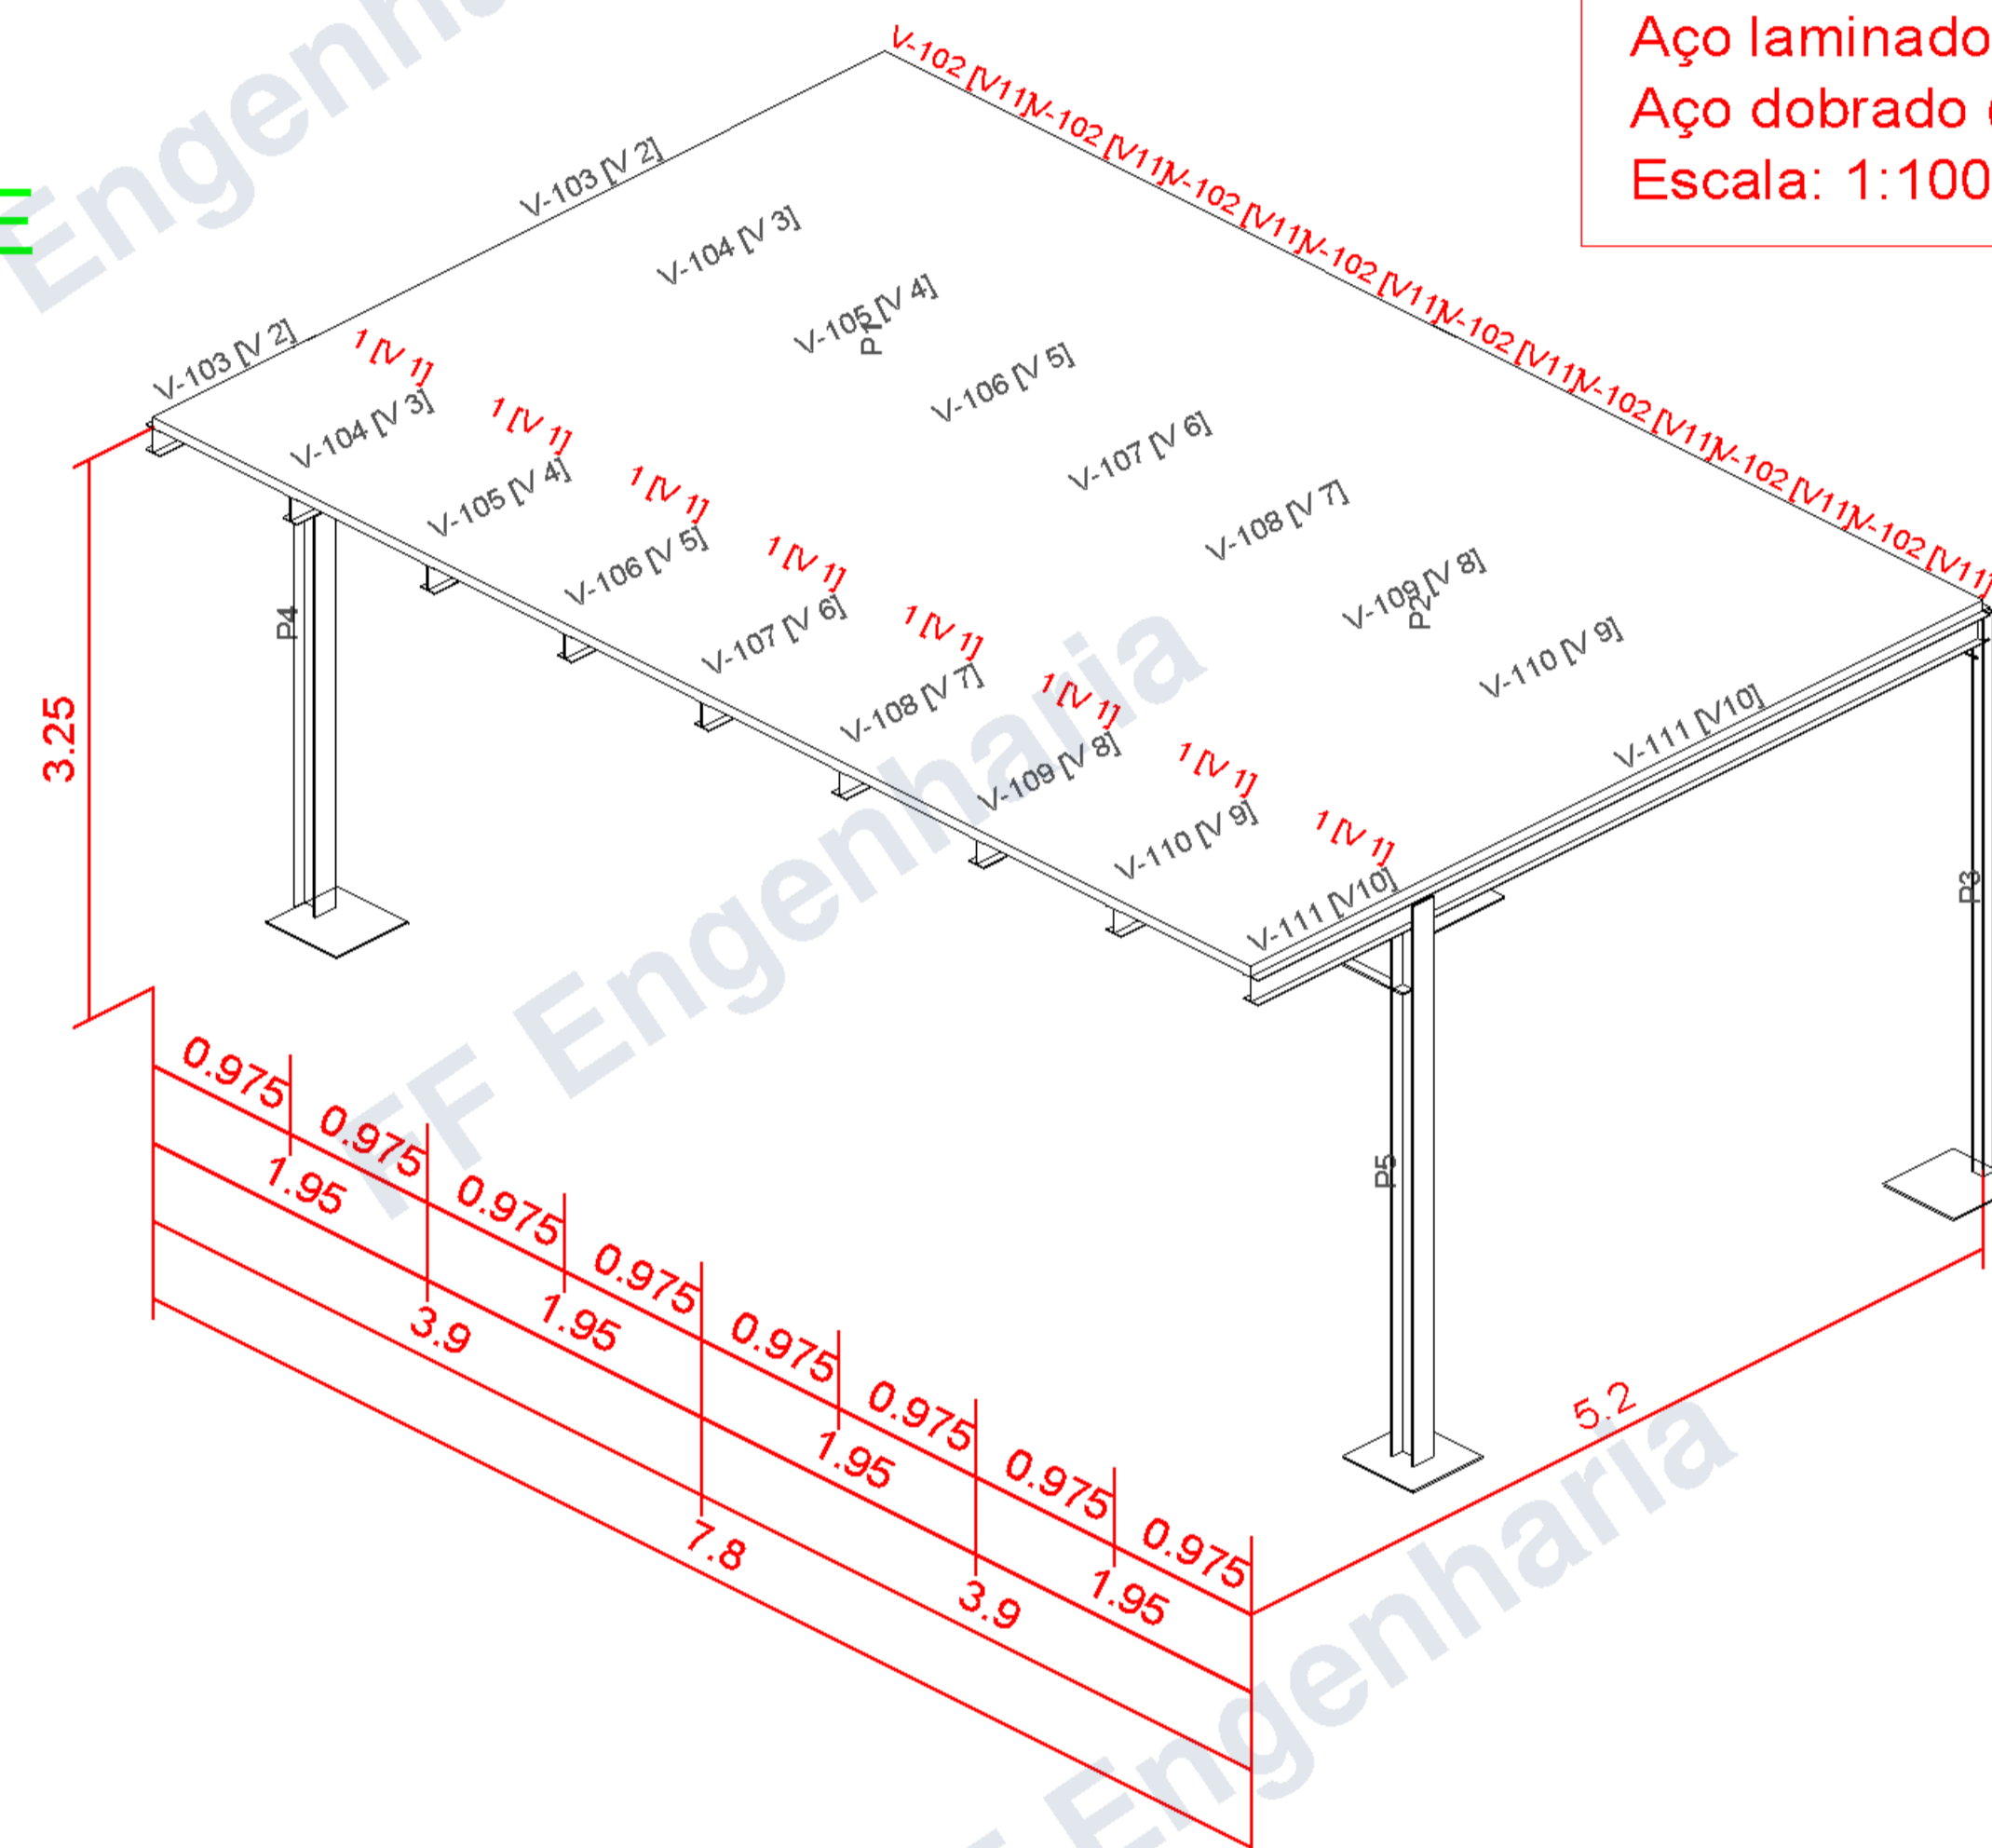 Aço laminado
Aço dobrado
Escala: 1:100
V-102 [V11]
V-102 [V11]
V-102 [V11]
V-102 [V11]
V-102 [V11]
V-102 [V11]
V-102 [V11]
V-102 [V11]
V-103 [V 2]
V-104 [V 3]
V-105 [V 4]
P1
V-106 [V 5]
V-107 [V 6]
V-108 [V 7]
V-109 [V 8]
P2
V-110 [V 9]
V-111 [V10]
V-103 [V 2]
1 [V 1]
V-104 [V 3]
1 [V 1]
V-105 [V 4]
1 [V 1]
V-106 [V 5]
1 [V 1]
V-107 [V 6]
1 [V 1]
V-108 [V 7]
1 [V 1]
V-109 [V 8]
1 [V 1]
V-110 [V 9]
1 [V 1]
V-111 [V10]
P4
P3
P5
3.25
0.975
0.975
0.975
0.975
0.975
0.975
0.975
0.975
1.95
1.95
1.95
1.95
3.9
3.9
7.8
5.2
Engenharia
FF Engenharia
Engenharia